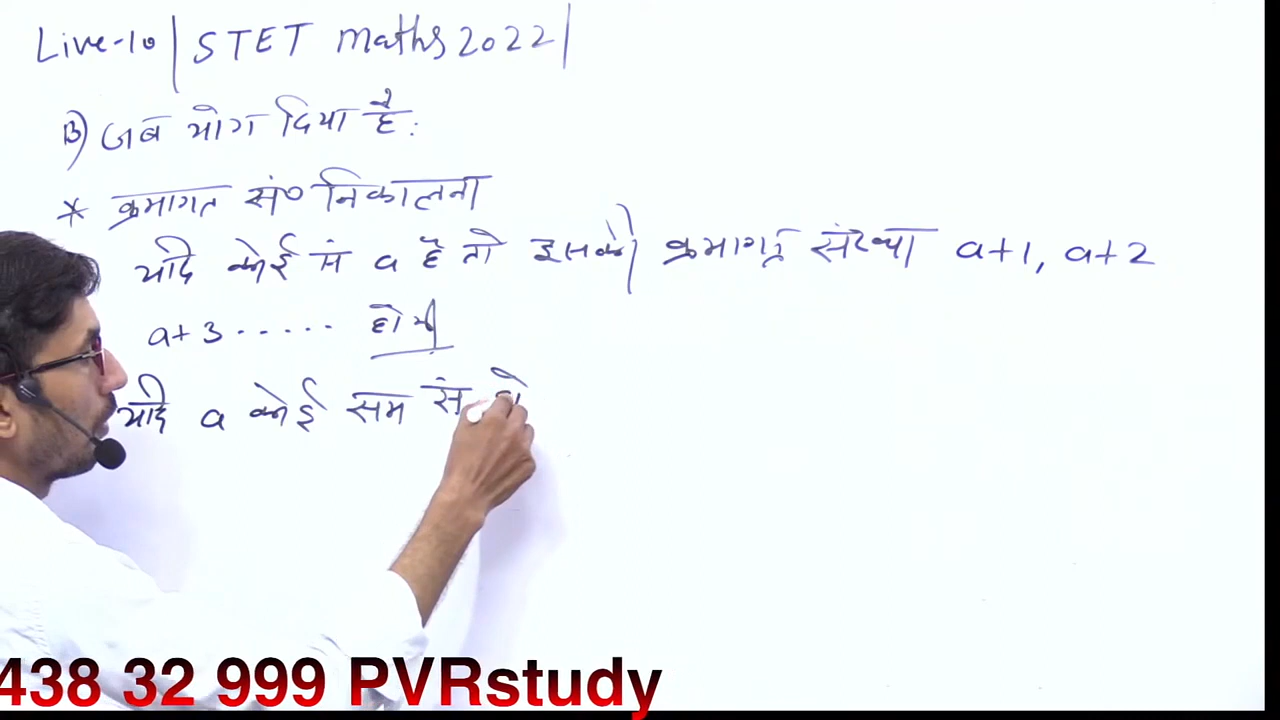 Live-10 | STET maths 2022 |
B) जब योग दिया है:
* क्रमागत सं० निकालना
यदि कोई सं a है तो इसके क्रमागत संख्या a+1, a+2
a+3 ..... होगी
यदि a कोई सम सं हो
438 32 999 PVRstudy